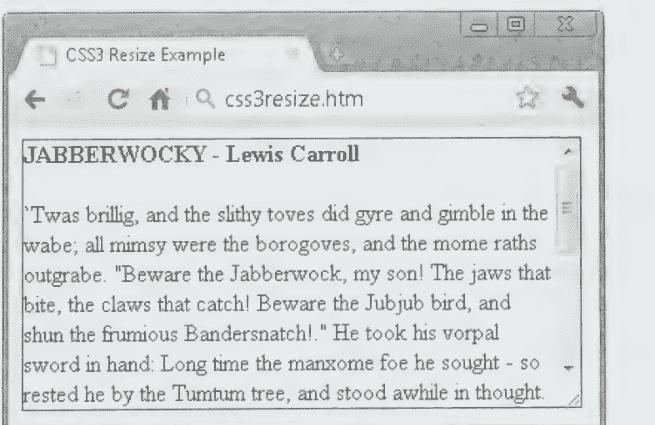 CSS3 Resize Example
css3resize.htm
JABBERWOCKY - Lewis Carroll
`Twas brillig, and the slithy toves did gyre and gimble in the
wabe; all mimsy were the borogoves, and the mome raths
outgrabe. "Beware the Jabberwock, my son! The jaws that
bite, the claws that catch! Beware the Jubjub bird, and
shun the frumious Bandersnatch!." He took his vorpal
sword in hand: Long time the manxome foe he sought - so
rested he by the Tumtum tree, and stood awhile in thought.